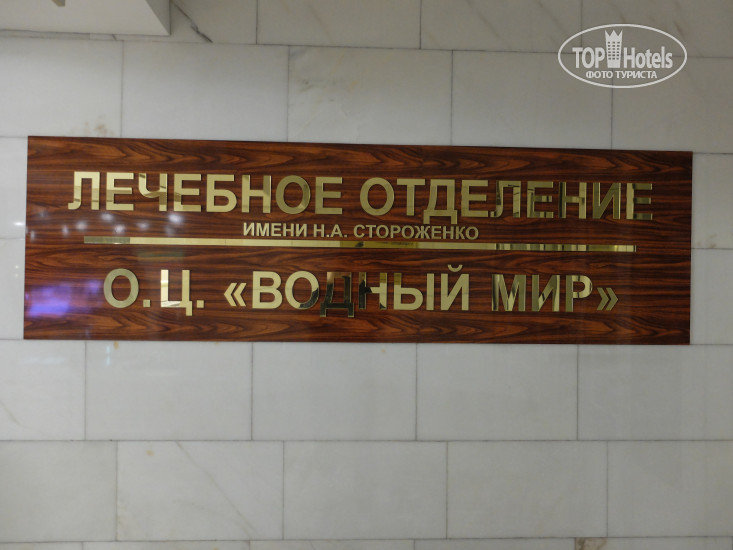 TOP Hotels
ФОТО ТУРИСТА
ЛЕЧЕБНОЕ ОТДЕЛЕНИЕ
ИМЕНИ Н.А. СТОРОЖЕНКО
О.Ц. «ВОДНЫЙ МИР»